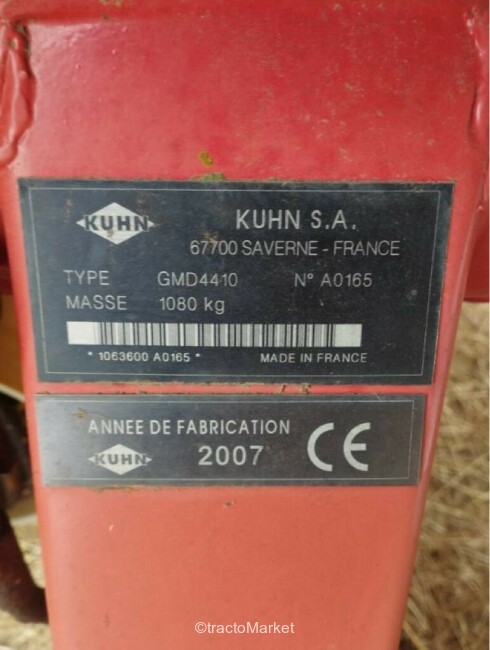 KUHN KUHN S.A.
67700 SAVERNE - FRANCE
TYPE GMD4410 N° A0165
MASSE 1080 kg
* 1063600 A0165 * MADE IN FRANCE
ANNEE DE FABRICATION
KUHN 2007 CE
©tractoMarket